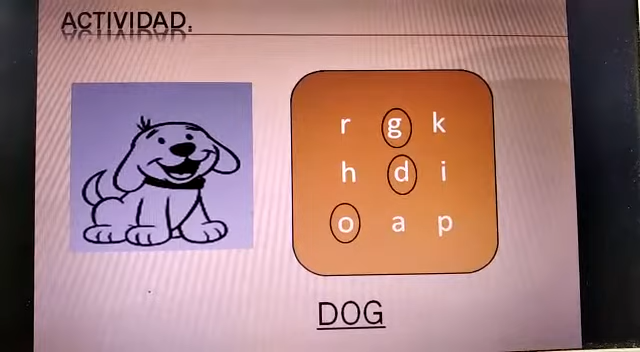 ACTIVIDAD.
r g k
h d i
o a p
DOG